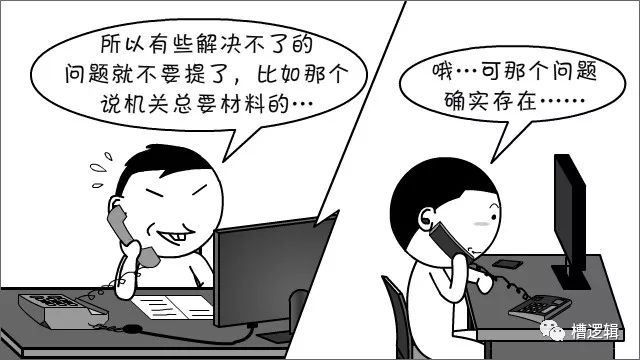 所以有些解决不了的
问题就不要提了，比如那个
说机关总要材料的…
哦…可那个问题
确实存在……
槽逻辑